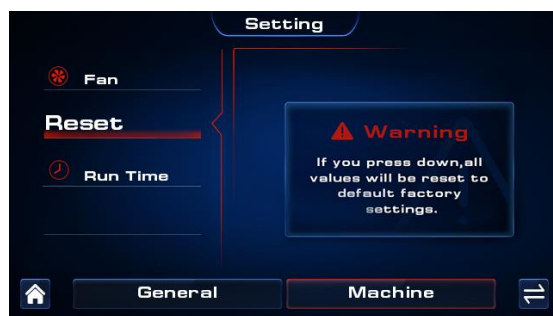 Setting
Fan
Reset
Run Time
Warning
If you press down,all
values will be reset to
default factory
settings.
General
Machine